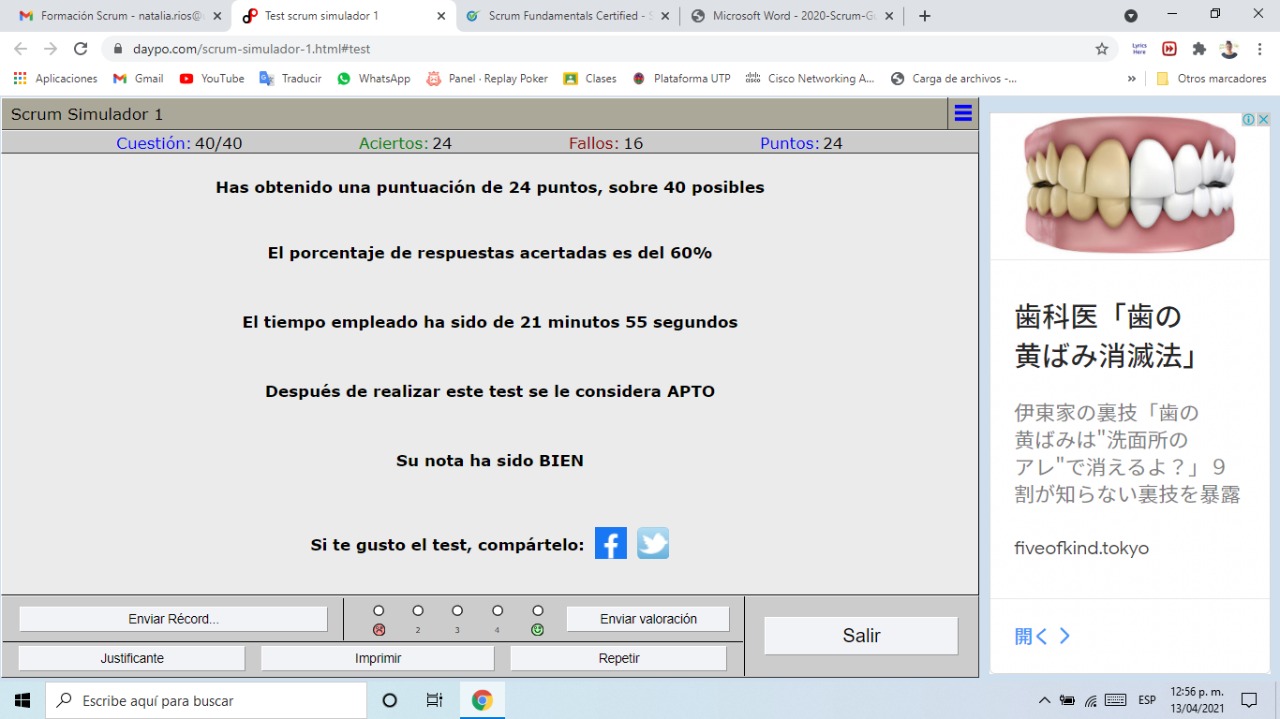 Formación Scrum - natalia.rios@
Test scrum simulador 1
Scrum Fundamentals Certified - S
Microsoft Word - 2020-Scrum-Gu
daypo.com/scrum-simulador-1.html#test
Lyrics Here
Aplicaciones
Gmail
YouTube
Traducir
WhatsApp
Panel · Replay Poker
Clases
Plataforma UTP
Cisco Networking A...
Carga de archivos -...
»
Otros marcadores
Scrum Simulador 1
Cuestión: 40/40
Aciertos: 24
Fallos: 16
Puntos: 24
Has obtenido una puntuación de 24 puntos, sobre 40 posibles
El porcentaje de respuestas acertadas es del 60%
El tiempo empleado ha sido de 21 minutos 55 segundos
Después de realizar este test se le considera APTO
Su nota ha sido BIEN
Si te gusto el test, compártelo:
Enviar Récord...
2
3
4
Enviar valoración
Justificante
Imprimir
Repetir
Salir
歯科医「歯の
黄ばみ消滅法」
伊東家の裏技「歯の
黄ばみは"洗面所の
アレ"で消えるよ？」９
割が知らない裏技を暴露
fiveofkind.tokyo
開く
Escribe aquí para buscar
ESP
12:56 p. m.
13/04/2021